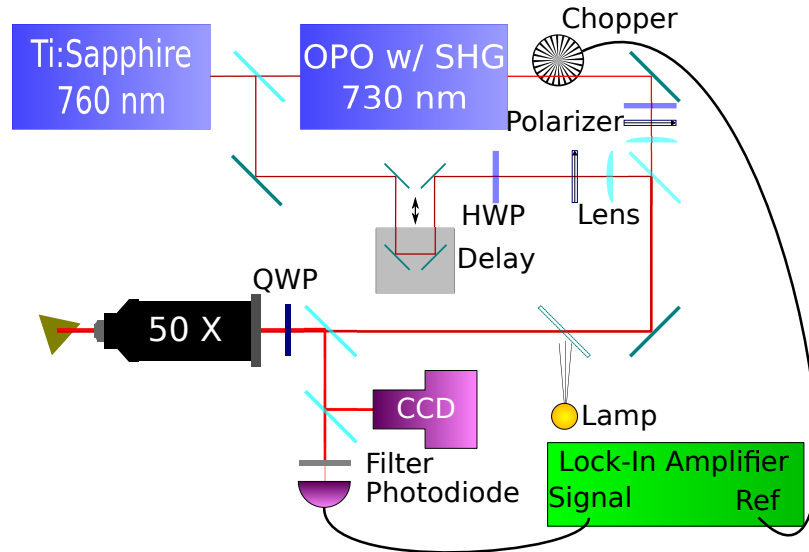 Chopper
Ti:Sapphire
760 nm
OPO w/ SHG
730 nm
Polarizer
HWP
Lens
Delay
QWP
50 X
CCD
Lamp
Filter
Photodiode
Lock-In Amplifier
Signal
Ref